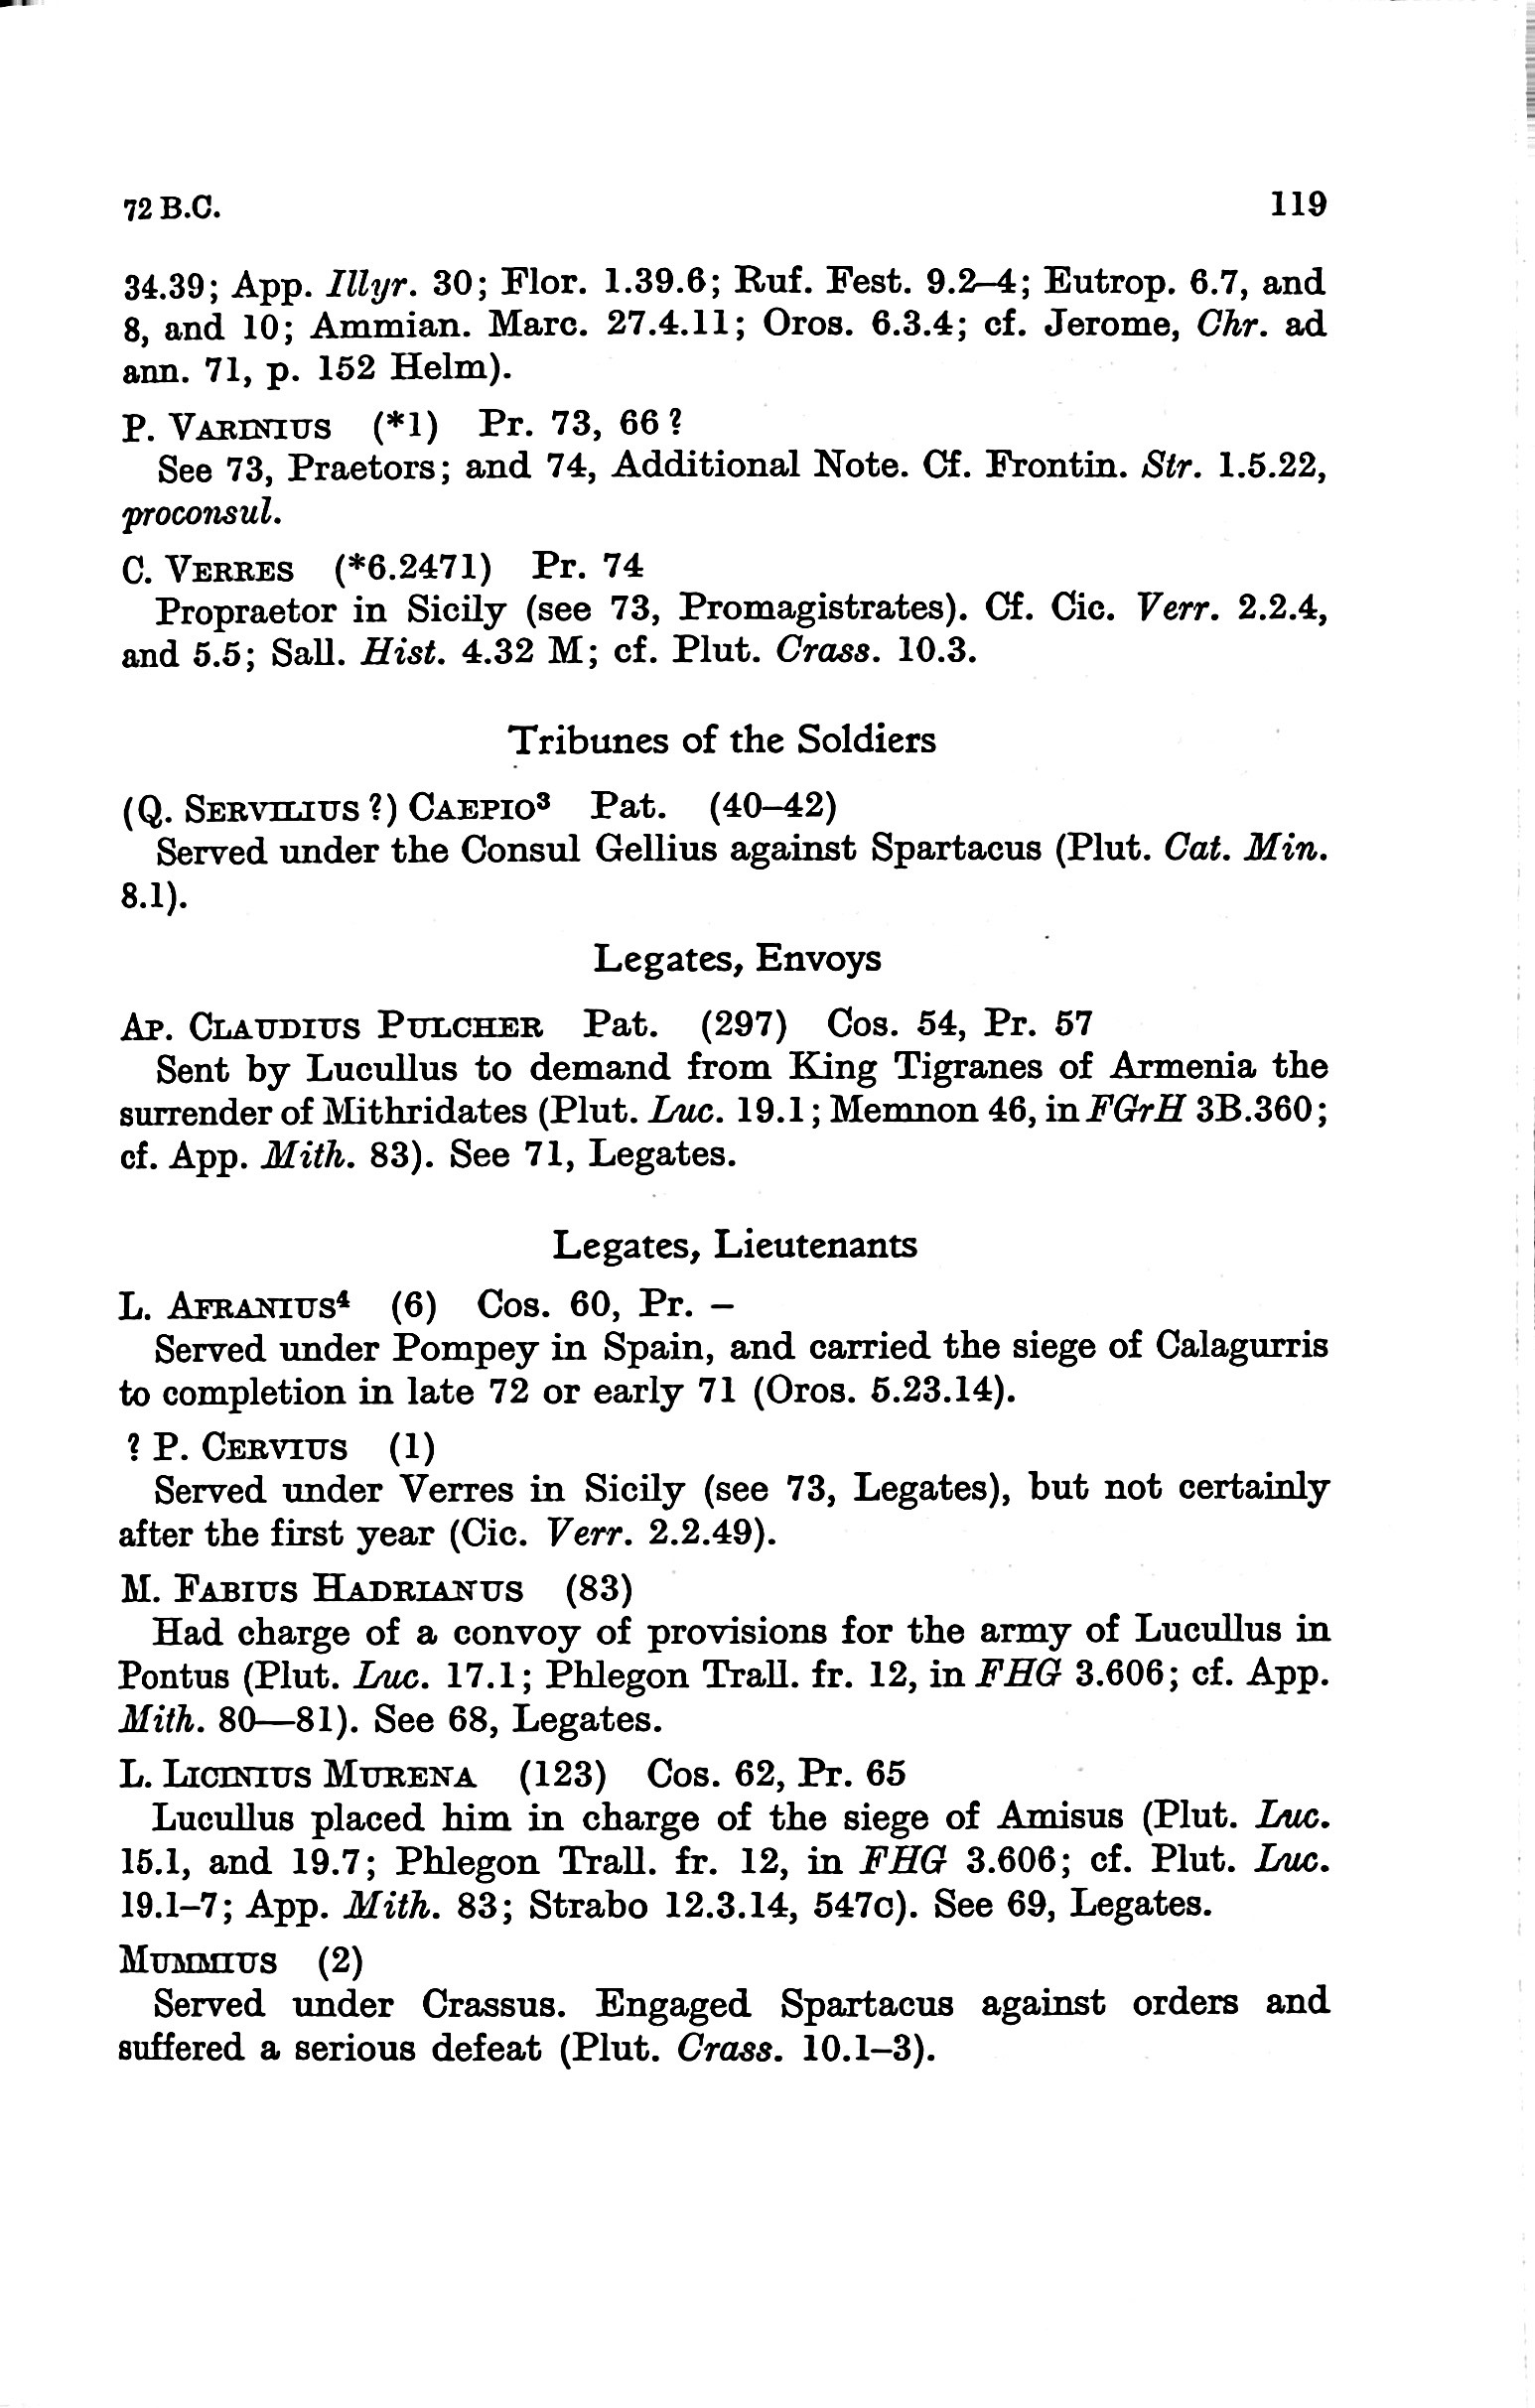 72 B.C. 119
34.39; App. Illyr. 30; Flor. 1.39.6; Ruf. Fest. 9.2–4; Eutrop. 6.7, and
8, and 10; Ammian. Marc. 27.4.11; Oros. 6.3.4; cf. Jerome, Chr. ad
ann. 71, p. 152 Helm).
P. VARINIUS (*1) Pr. 73, 66 ?
See 73, Praetors; and 74, Additional Note. Cf. Frontin. Str. 1.5.22,
proconsul.
C. VERRES (*6.2471) Pr. 74
Propraetor in Sicily (see 73, Promagistrates). Cf. Cic. Verr. 2.2.4,
and 5.5; Sall. Hist. 4.32 M; cf. Plut. Crass. 10.3.
Tribunes of the Soldiers
(Q. SERVILIUS ?) CAEPIO³ Pat. (40–42)
Served under the Consul Gellius against Spartacus (Plut. Cat. Min.
8.1).
Legates, Envoys
AP. CLAUDIUS PULCHER Pat. (297) Cos. 54, Pr. 57
Sent by Lucullus to demand from King Tigranes of Armenia the
surrender of Mithridates (Plut. Luc. 19.1; Memnon 46, in FGrH 3B.360;
cf. App. Mith. 83). See 71, Legates.
Legates, Lieutenants
L. AFRANIUS⁴ (6) Cos. 60, Pr. –
Served under Pompey in Spain, and carried the siege of Calagurris
to completion in late 72 or early 71 (Oros. 5.23.14).
? P. CERVIUS (1)
Served under Verres in Sicily (see 73, Legates), but not certainly
after the first year (Cic. Verr. 2.2.49).
M. FABIUS HADRIANUS (83)
Had charge of a convoy of provisions for the army of Lucullus in
Pontus (Plut. Luc. 17.1; Phlegon Trall. fr. 12, in FHG 3.606; cf. App.
Mith. 80—81). See 68, Legates.
L. LICINIUS MURENA (123) Cos. 62, Pr. 65
Lucullus placed him in charge of the siege of Amisus (Plut. Luc.
15.1, and 19.7; Phlegon Trall. fr. 12, in FHG 3.606; cf. Plut. Luc.
19.1–7; App. Mith. 83; Strabo 12.3.14, 547c). See 69, Legates.
MUMMIUS (2)
Served under Crassus. Engaged Spartacus against orders and
suffered a serious defeat (Plut. Crass. 10.1–3).